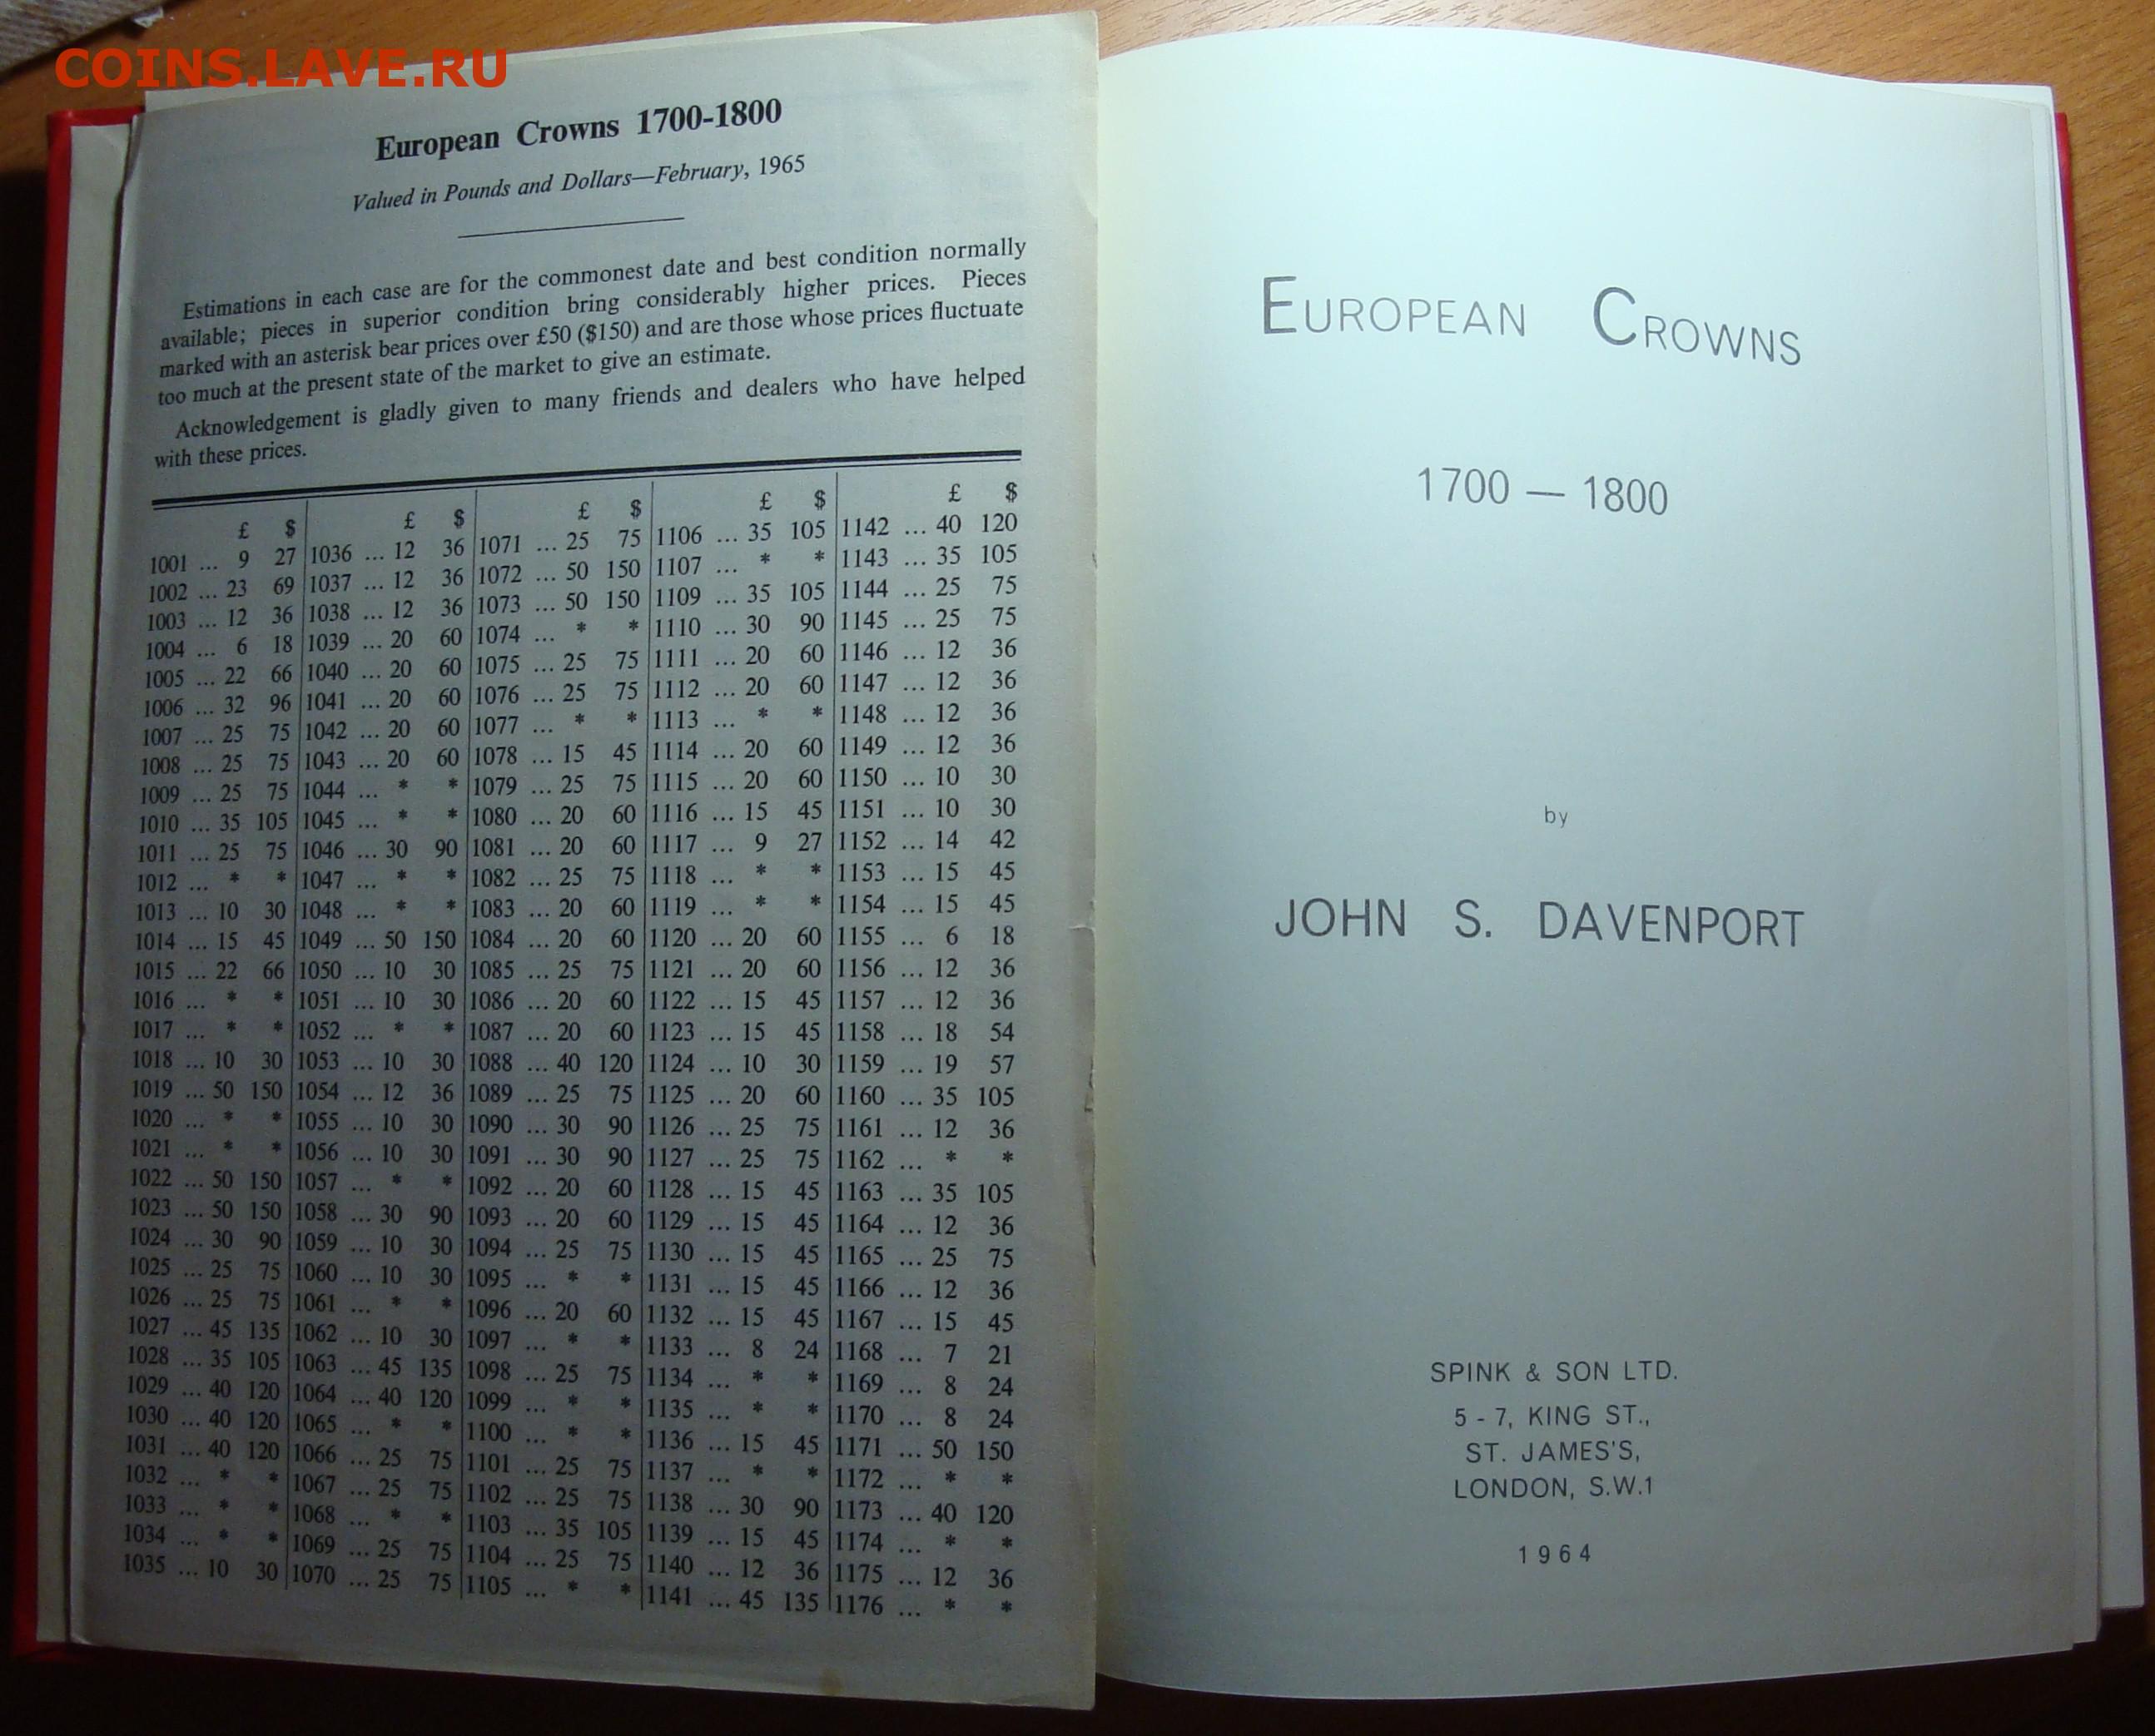 COINS.LAVE.RU
European Crowns 1700-1800
Valued in Pounds and Dollars—February, 1965
Estimations in each case are for the commonest date and best condition normally
available; pieces in superior condition bring considerably higher prices. Pieces
marked with an asterisk bear prices over £50 ($150) and are those whose prices fluctuate
too much at the present state of the market to give an estimate.
Acknowledgement is gladly given to many friends and dealers who have helped
with these prices.
£ $ £ $ £ $ £ $ £ $
1001 ... 9 27 1036 ... 12 36 1071 ... 25 75 1106 ... 35 105 1142 ... 40 120
1002 ... 23 69 1037 ... 12 36 1072 ... 50 150 1107 ... * * 1143 ... 35 105
1003 ... 12 36 1038 ... 12 36 1073 ... 50 150 1109 ... 35 105 1144 ... 25 75
1004 ... 6 18 1039 ... 20 60 1074 ... * * 1110 ... 30 90 1145 ... 25 75
1005 ... 22 66 1040 ... 20 60 1075 ... 25 75 1111 ... 20 60 1146 ... 12 36
1006 ... 32 96 1041 ... 20 60 1076 ... 25 75 1112 ... 20 60 1147 ... 12 36
1007 ... 25 75 1042 ... 20 60 1077 ... * * 1113 ... * * 1148 ... 12 36
1008 ... 25 75 1043 ... 20 60 1078 ... 15 45 1114 ... 20 60 1149 ... 12 36
1009 ... 25 75 1044 ... * * 1079 ... 25 75 1115 ... 20 60 1150 ... 10 30
1010 ... 35 105 1045 ... * * 1080 ... 20 60 1116 ... 15 45 1151 ... 10 30
1011 ... 25 75 1046 ... 30 90 1081 ... 20 60 1117 ... 9 27 1152 ... 14 42
1012 ... * * 1047 ... * * 1082 ... 25 75 1118 ... * * 1153 ... 15 45
1013 ... 10 30 1048 ... * * 1083 ... 20 60 1119 ... * * 1154 ... 15 45
1014 ... 15 45 1049 ... 50 150 1084 ... 20 60 1120 ... 20 60 1155 ... 6 18
1015 ... 22 66 1050 ... 10 30 1085 ... 25 75 1121 ... 20 60 1156 ... 12 36
1016 ... * * 1051 ... 10 30 1086 ... 20 60 1122 ... 15 45 1157 ... 12 36
1017 ... * * 1052 ... * * 1087 ... 20 60 1123 ... 15 45 1158 ... 18 54
1018 ... 10 30 1053 ... 10 30 1088 ... 40 120 1124 ... 10 30 1159 ... 19 57
1019 ... 50 150 1054 ... 12 36 1089 ... 25 75 1125 ... 20 60 1160 ... 35 105
1020 ... * * 1055 ... 10 30 1090 ... 30 90 1126 ... 25 75 1161 ... 12 36
1021 ... * * 1056 ... 10 30 1091 ... 30 90 1127 ... 25 75 1162 ... * *
1022 ... 50 150 1057 ... * * 1092 ... 20 60 1128 ... 15 45 1163 ... 35 105
1023 ... 50 150 1058 ... 30 90 1093 ... 20 60 1129 ... 15 45 1164 ... 12 36
1024 ... 30 90 1059 ... 10 30 1094 ... 25 75 1130 ... 15 45 1165 ... 25 75
1025 ... 25 75 1060 ... 10 30 1095 ... * * 1131 ... 15 45 1166 ... 12 36
1026 ... 25 75 1061 ... * * 1096 ... 20 60 1132 ... 15 45 1167 ... 15 45
1027 ... 45 135 1062 ... 10 30 1097 ... * * 1133 ... 8 24 1168 ... 7 21
1028 ... 35 105 1063 ... 45 135 1098 ... 25 75 1134 ... * * 1169 ... 8 24
1029 ... 40 120 1064 ... 40 120 1099 ... * * 1135 ... * * 1170 ... 8 24
1030 ... 40 120 1065 ... * * 1100 ... * * 1136 ... 15 45 1171 ... 50 150
1031 ... 40 120 1066 ... 25 75 1101 ... 25 75 1137 ... * * 1172 ... * *
1032 ... * * 1067 ... 25 75 1102 ... 25 75 1138 ... 30 90 1173 ... 40 120
1033 ... * * 1068 ... * * 1103 ... 35 105 1139 ... 15 45 1174 ... * *
1034 ... * * 1069 ... 25 75 1104 ... 25 75 1140 ... 12 36 1175 ... 12 36
1035 ... 10 30 1070 ... 25 75 1105 ... * * 1141 ... 45 135 1176 ... * *
EUROPEAN CROWNS
1700 — 1800
by
JOHN S. DAVENPORT
SPINK & SON LTD.
5 - 7, KING ST.,
ST. JAMES'S,
LONDON, S.W.1
1964